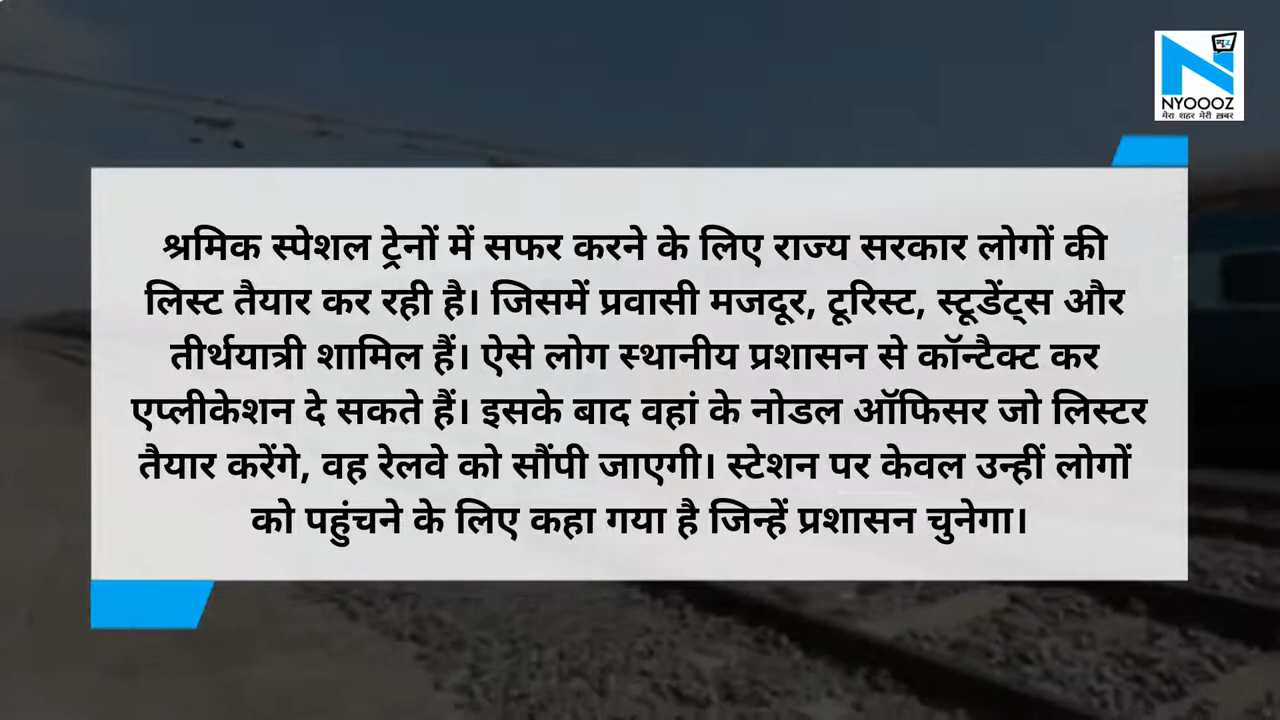 न्यूz
NYOOOZ
मेरा शहर मेरी ख़बर
श्रमिक स्पेशल ट्रेनों में सफर करने के लिए राज्य सरकार लोगों की
लिस्ट तैयार कर रही है। जिसमें प्रवासी मजदूर, टूरिस्ट, स्टूडेंट्स और
तीर्थयात्री शामिल हैं। ऐसे लोग स्थानीय प्रशासन से कॉन्टैक्ट कर
एप्लीकेशन दे सकते हैं। इसके बाद वहां के नोडल ऑफिसर जो लिस्टर
तैयार करेंगे, वह रेलवे को सौंपी जाएगी। स्टेशन पर केवल उन्हीं लोगों
को पहुंचने के लिए कहा गया है जिन्हें प्रशासन चुनेगा।